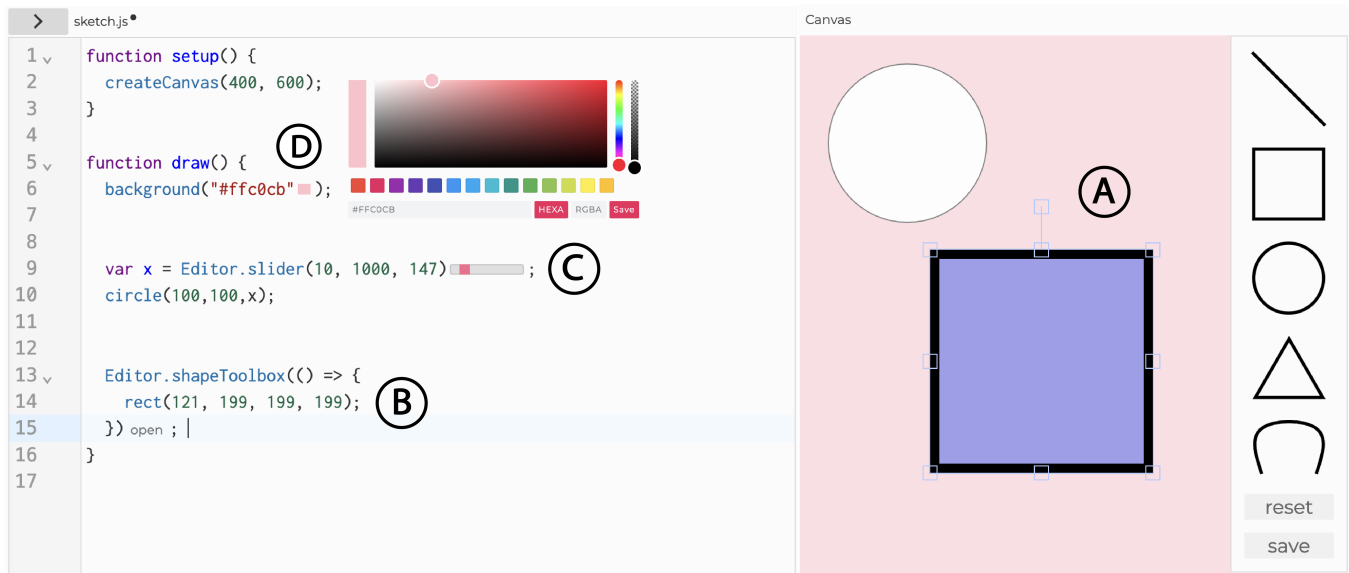 sketch.js●
Canvas
1 function setup() {
2 createCanvas(400, 600);
3 }
4
5 function draw() {
6 background("#ffc0cb" );
7
8
9 var x = Editor.slider(10, 1000, 147) ;
10 circle(100,100,x);
11
12
13 Editor.shapeToolbox(() => {
14 rect(121, 199, 199, 199);
15 }) open ;
16 }
17
D
#FFC0CB HEXA RGBA Save
C
B
A
reset
save